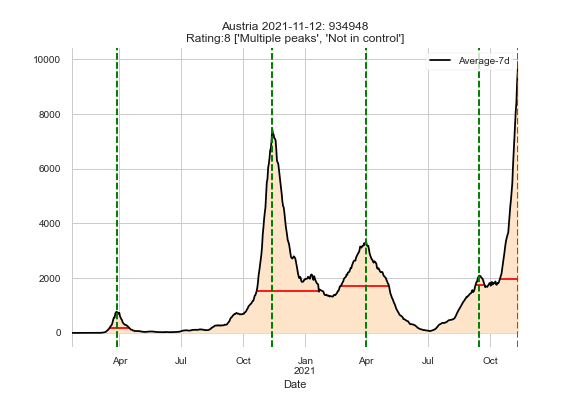 Austria 2021-11-12: 934948
Rating:8 ['Multiple peaks', 'Not in control']
Average-7d
10000
8000
6000
4000
2000
0
Apr
Jul
Oct
Jan
2021
Apr
Jul
Oct
Date